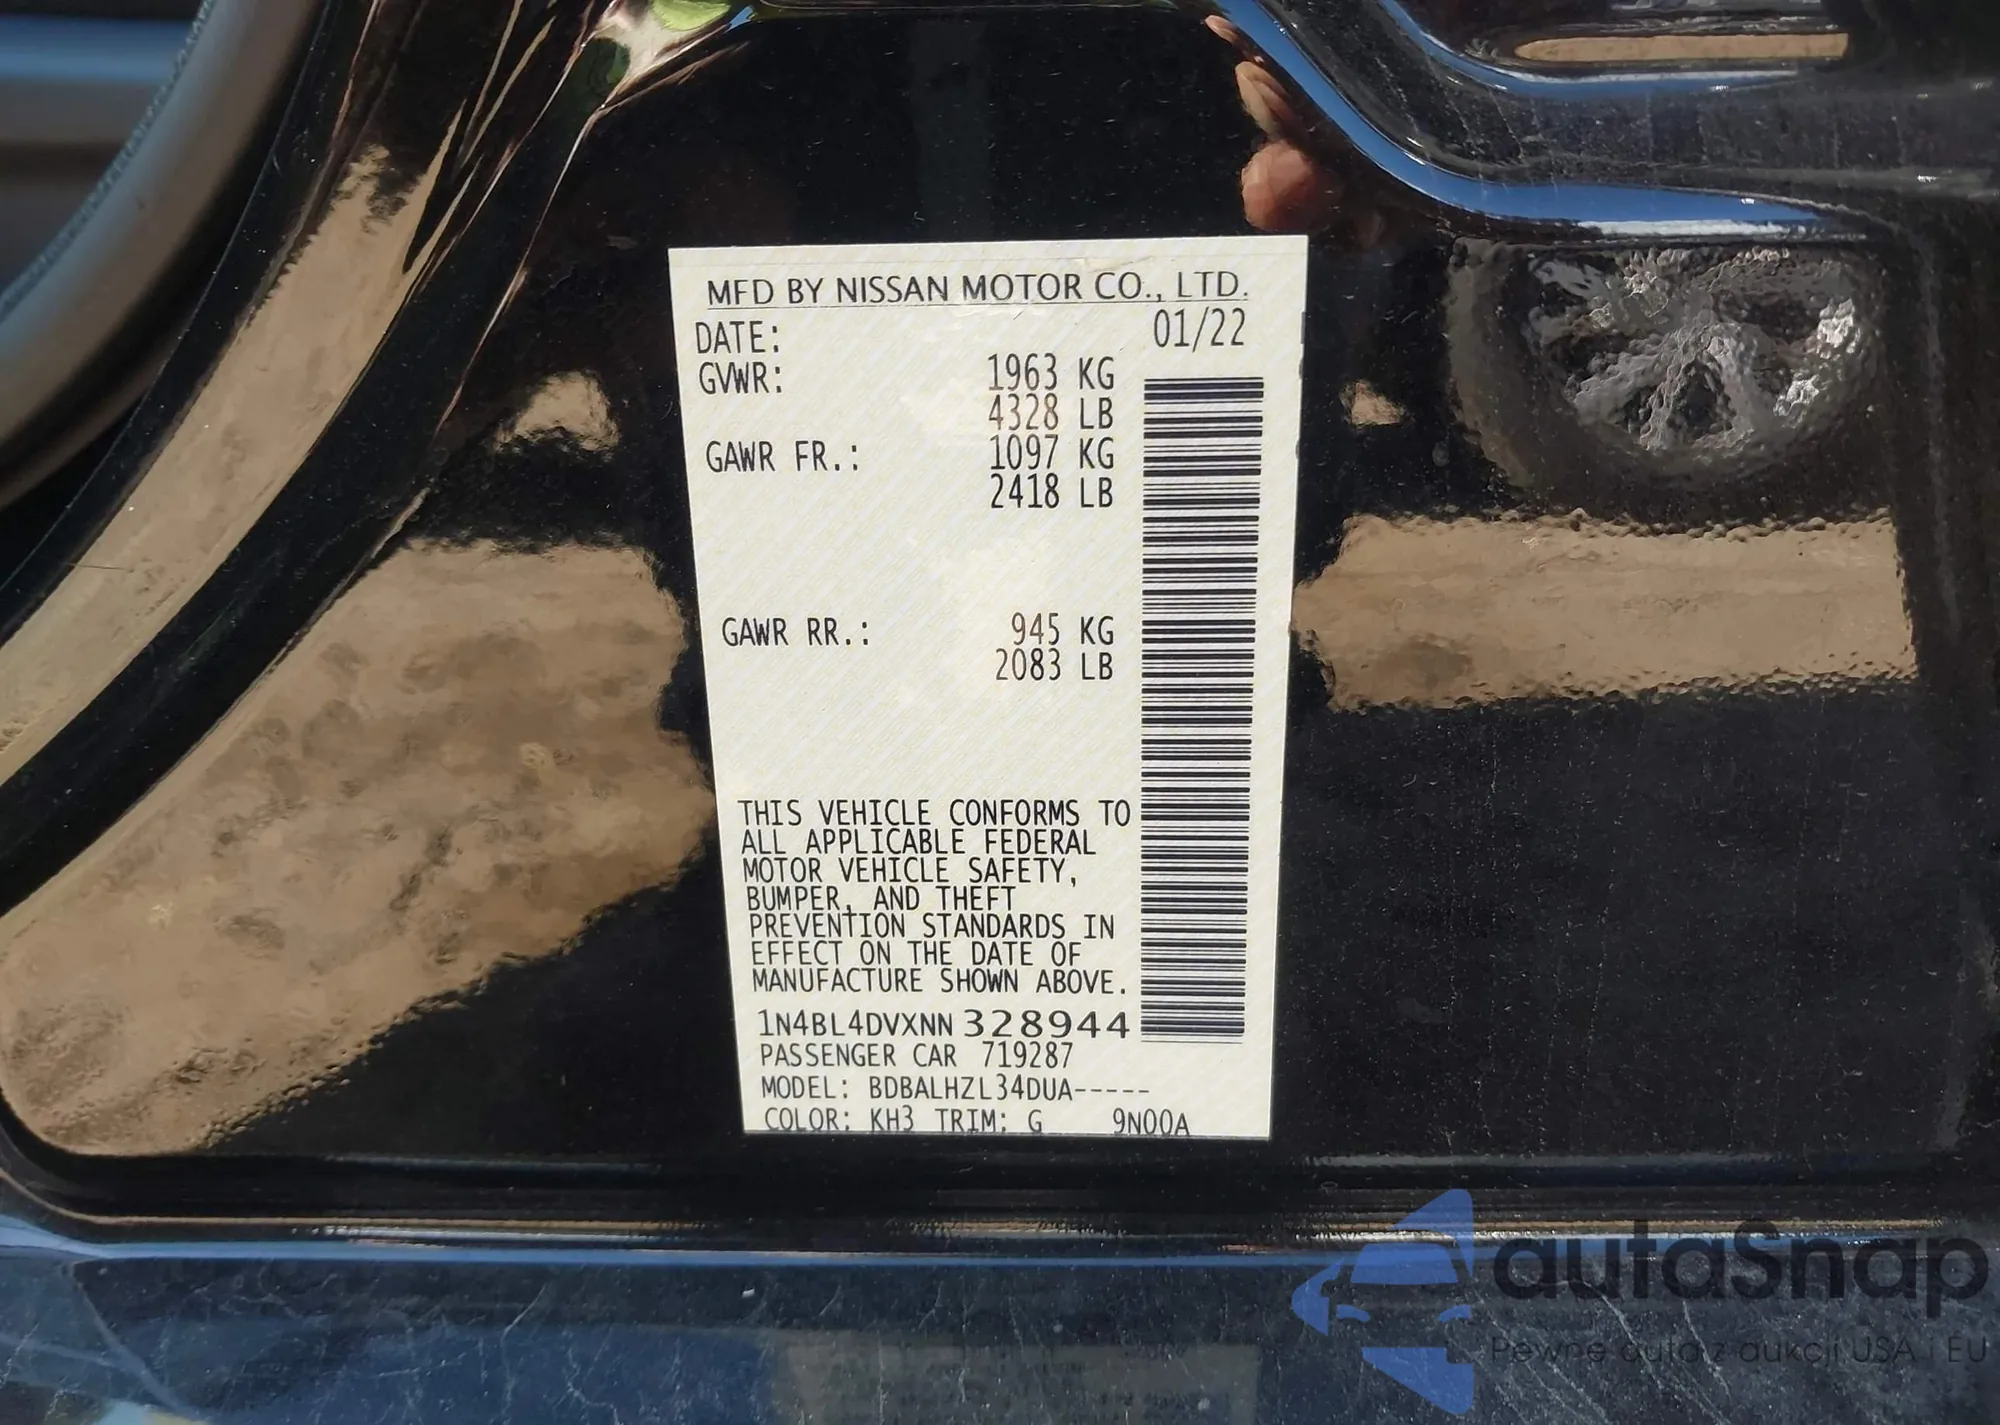 MFD BY NISSAN MOTOR CO., LTD.
DATE: 01/22
GVWR: 1963 KG
4328 LB
GAWR FR.: 1097 KG
2418 LB
GAWR RR.: 945 KG
2083 LB
THIS VEHICLE CONFORMS TO
ALL APPLICABLE FEDERAL
MOTOR VEHICLE SAFETY,
BUMPER, AND THEFT
PREVENTION STANDARDS IN
EFFECT ON THE DATE OF
MANUFACTURE SHOWN ABOVE.
1N4BL4DVXNN328944
PASSENGER CAR 719287
MODEL: BDBALHZL34DUA-----
COLOR: KH3 TRIM: G 9N00A
autaSnap
Pewne auta z aukcji USA i EU